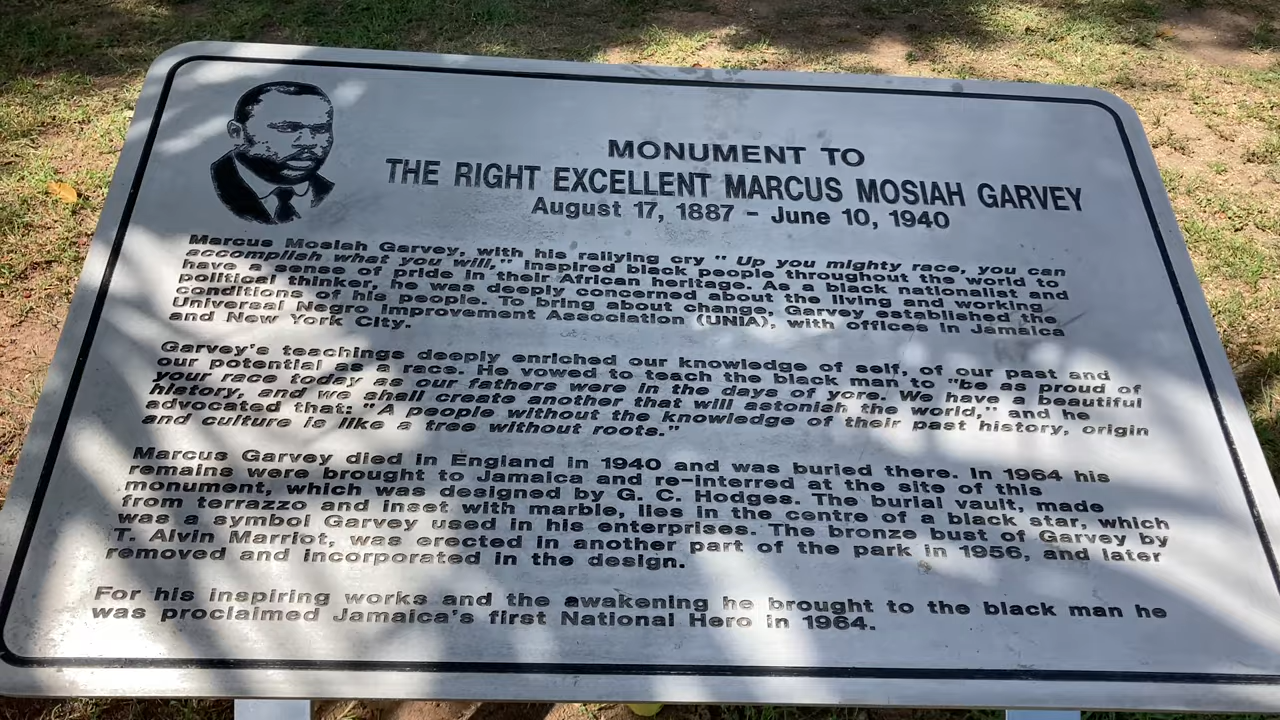 MONUMENT TO
THE RIGHT EXCELLENT MARCUS MOSIAH GARVEY
August 17, 1887 - June 10, 1940
Marcus Mosiah Garvey, with his rallying cry " Up you mighty race, you can
accomplish what you will," inspired black people throughout the world to
have a sense of pride in their African heritage. As a black nationalist and
political thinker, he was deeply concerned about the living and working
conditions of his people. To bring about change, Garvey established the
Universal Negro Improvement Association (UNIA), with offices in Jamaica
and New York City.
Garvey's teachings deeply enriched our knowledge of self, of our past and
our potential as a race. He vowed to teach the black man to "be as proud of
your race today as our fathers were in the days of yore. We have a beautiful
history, and we shall create another that will astonish the world," and he
advocated that: "A people without the knowledge of their past history, origin
and culture is like a tree without roots."
Marcus Garvey died in England in 1940 and was buried there. In 1964 his
remains were brought to Jamaica and re-interred at the site of this
monument, which was designed by G. C. Hodges. The burial vault, made
from terrazzo and inset with marble, lies in the centre of a black star, which
was a symbol Garvey used in his enterprises. The bronze bust of Garvey by
T. Alvin Marriot, was erected in another part of the park in 1956, and later
removed and incorporated in the design.
For his inspiring works and the awakening he brought to the black man he
was proclaimed Jamaica's first National Hero in 1964.